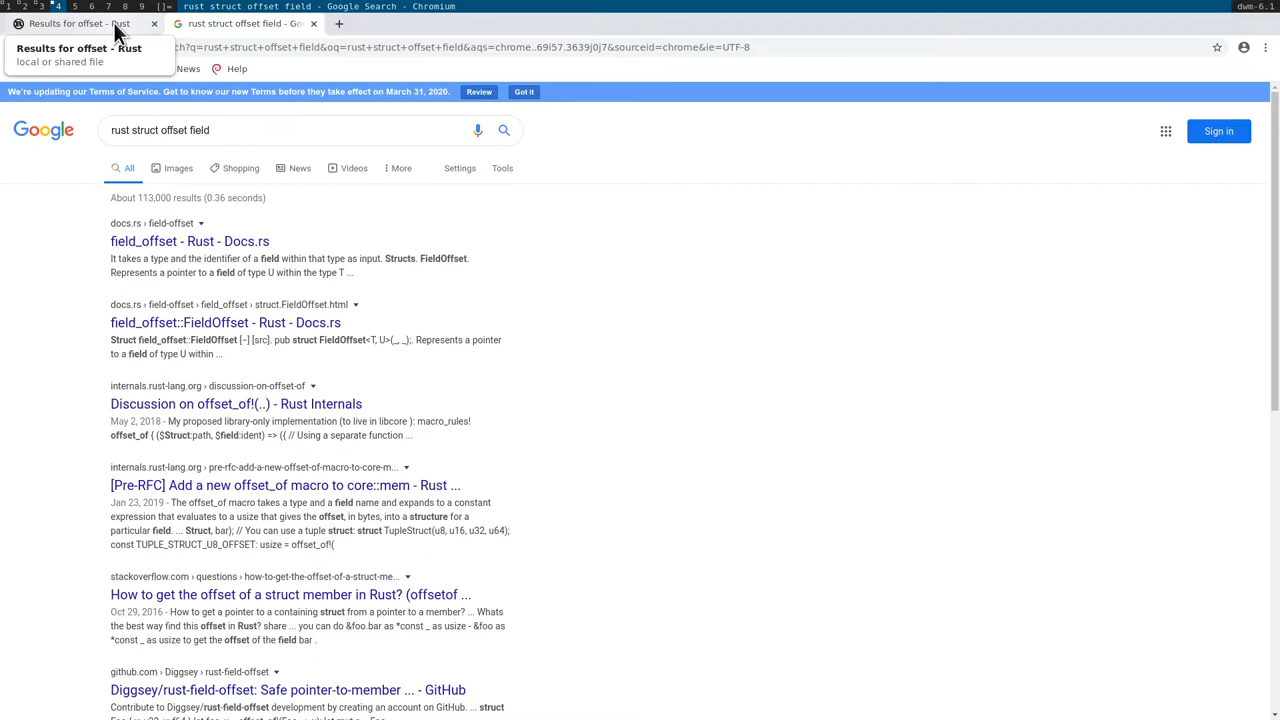 1 2 3 4 5 6 7 8 9 []= rust struct offset field - Google Search - Chromium dwm-6.1
Results for offset - Rust
rust struct offset field - Go
Results for offset - Rust
local or shared file
ch?q=rust+struct+offset+field&oq=rust+struct+offset+field&aqs=chrome..69i57.3639j0j7&sourceid=chrome&ie=UTF-8
News Help
We're updating our Terms of Service. Get to know our new Terms before they take effect on March 31, 2020. Review Got it
Google
rust struct offset field
Sign in
All Images Shopping News Videos More Settings Tools
About 113,000 results (0.36 seconds)
docs.rs › field-offset
field_offset - Rust - Docs.rs
It takes a type and the identifier of a field within that type as input. Structs. FieldOffset.
Represents a pointer to a field of type U within the type T ...
docs.rs › field-offset › field_offset › struct.FieldOffset.html
field_offset::FieldOffset - Rust - Docs.rs
Struct field_offset::FieldOffset [−] [src]. pub struct FieldOffset<T, U>(_, _);. Represents a pointer
to a field of type U within ...
internals.rust-lang.org › discussion-on-offset-of
Discussion on offset_of!(..) - Rust Internals
May 2, 2018 - My proposed library-only implementation (to live in libcore ): macro_rules!
offset_of { ($Struct:path, $field:ident) => ({ // Using a separate function ...
internals.rust-lang.org › pre-rfc-add-a-new-offset-of-macro-to-core-m...
[Pre-RFC] Add a new offset_of macro to core::mem - Rust ...
Jan 23, 2019 - The offset_of macro takes a type and a field name and expands to a constant
expression that evaluates to a usize that gives the offset, in bytes, into a structure for a
particular field. ... Struct, bar); // You can use a tuple struct: struct TupleStruct(u8, u16, u32, u64);
const TUPLE_STRUCT_U8_OFFSET: usize = offset_of!(
stackoverflow.com › questions › how-to-get-the-offset-of-a-struct-me...
How to get the offset of a struct member in Rust? (offsetof ...
Oct 29, 2016 - How to get a pointer to a containing struct from a pointer to a member? ... Whats
the best way find this offset in Rust? share ... you can do &foo.bar as *const _ as usize - &foo as
*const _ as usize to get the offset of the field bar .
github.com › Diggsey › rust-field-offset
Diggsey/rust-field-offset: Safe pointer-to-member ... - GitHub
Contribute to Diggsey/rust-field-offset development by creating an account on GitHub. ... struct